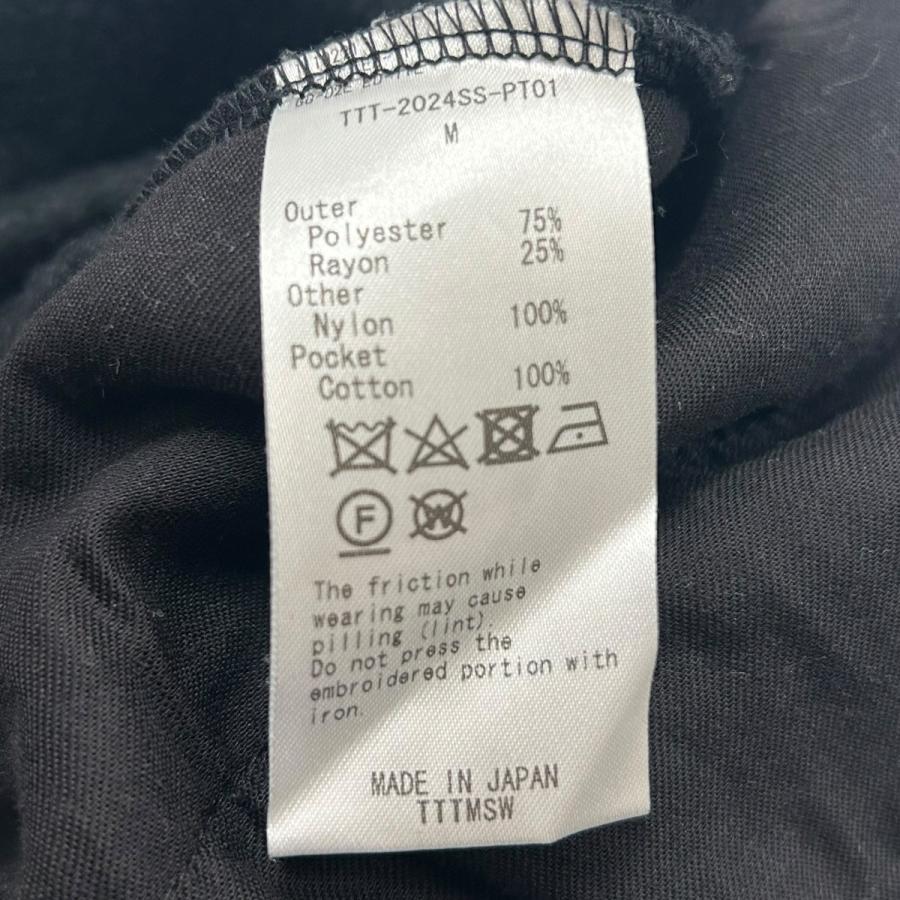 TTT-2024SS-PT01
M
Outer
Polyester 75%
Rayon 25%
Other
Nylon 100%
Pocket
Cotton 100%
F W
The friction while
wearing may cause
pilling (lint).
Do not press the
embroidered portion with
iron.
MADE IN JAPAN
TTTMSW